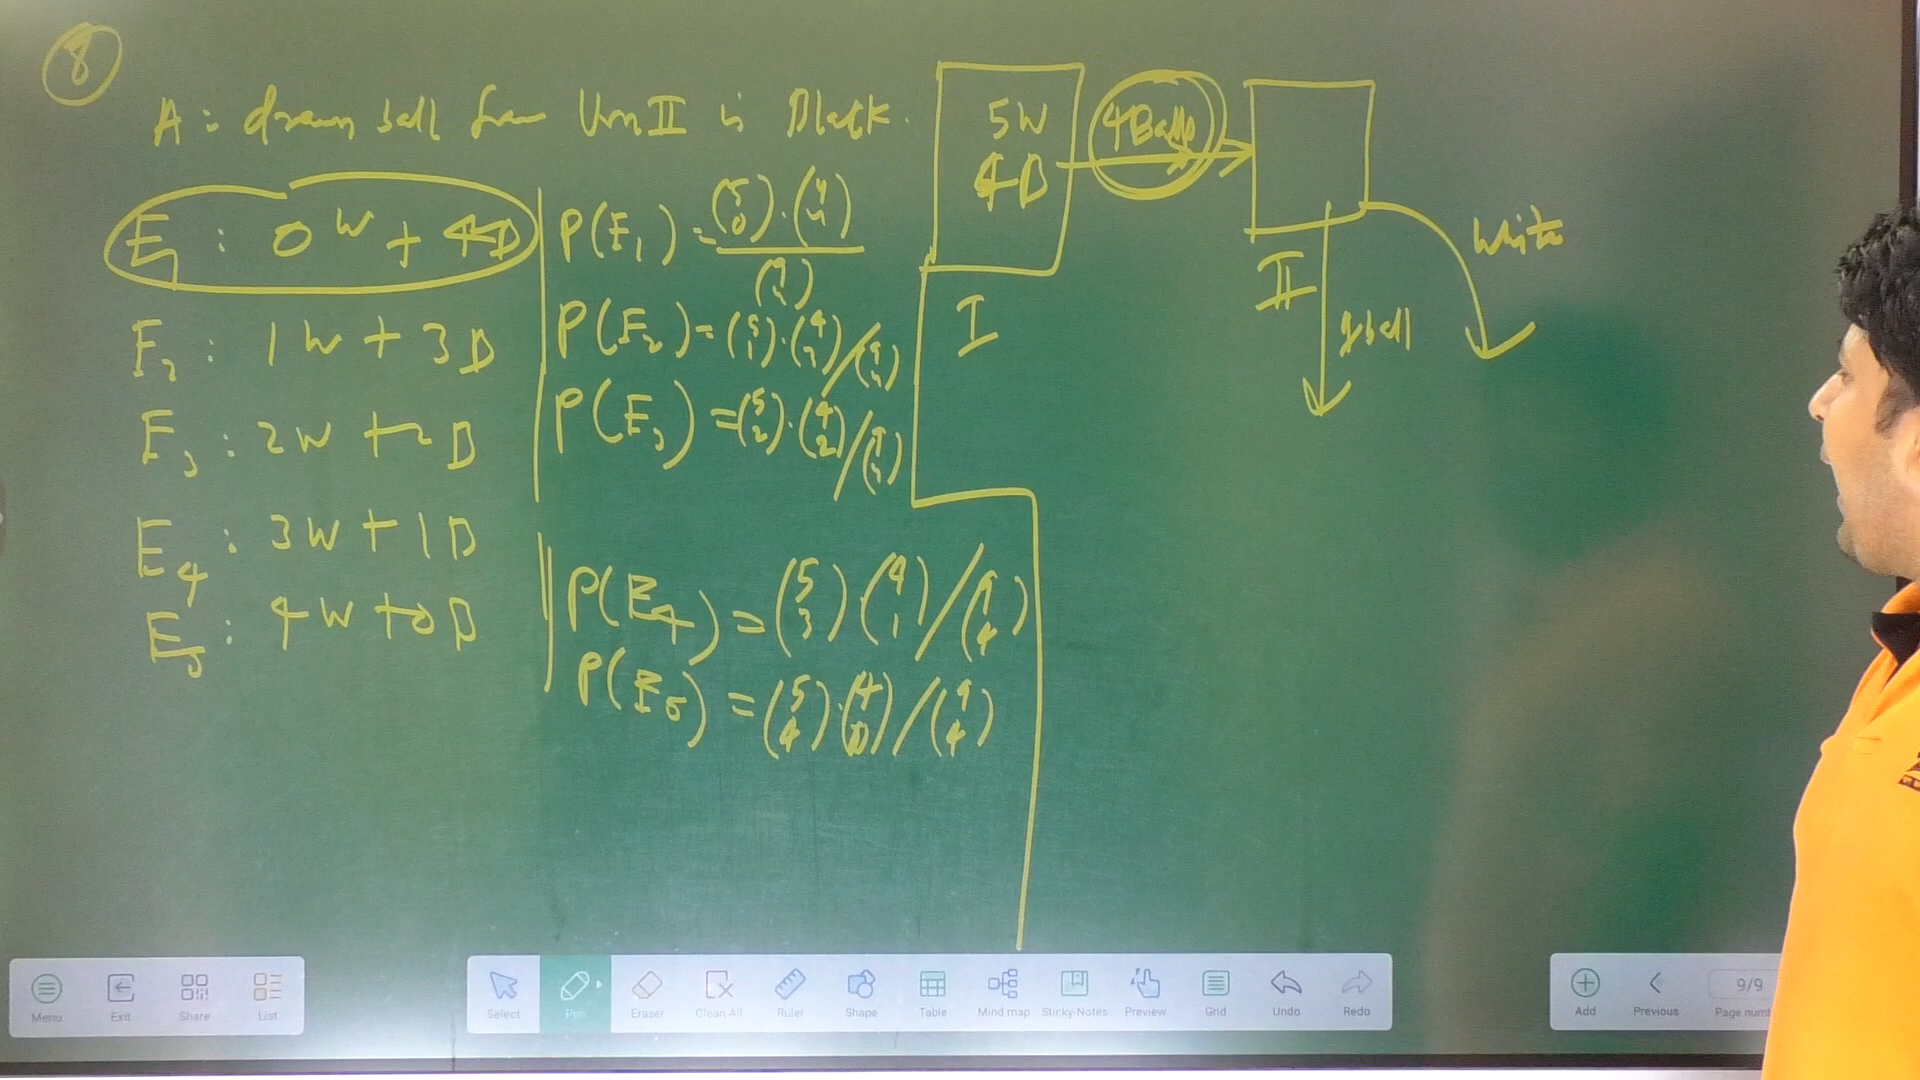 8
A : drawn ball from Urn II is Black.
E1 : 0W + 4B
E2 : 1W + 3B
E3 : 2W + 2B
E4 : 3W + 1B
E5 : 4W + 0B
P(E1) = (5 0)·(4 4) / (9 4)
P(E2) = (5 1)·(4 3) / (9 4)
P(E3) = (5 2)·(4 2) / (9 4)
P(E4) = (5 3)(4 1) / (9 4)
P(E5) = (5 4)·(4 0) / (9 4)
5W
4B
I
4Balls
II
ball
White
Menu
Exit
Share
List
Select
Pen
Eraser
Clean All
Ruler
Shape
Table
Mind map
Sticky-Notes
Preview
Grid
Undo
Redo
Add
Previous
9/9
Page numb